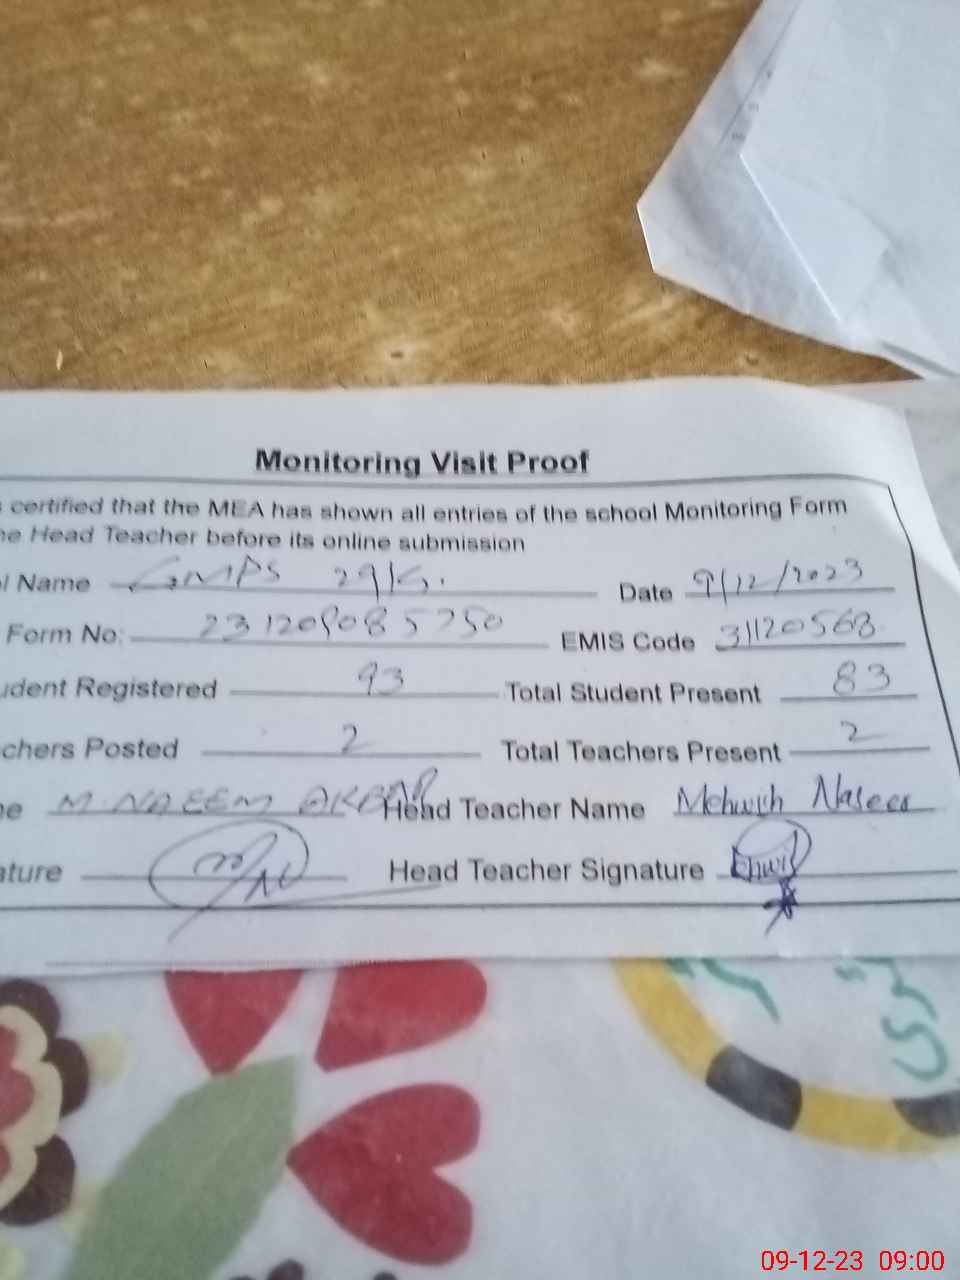 Monitoring Visit Proof
certified that the MEA has shown all entries of the school Monitoring Form
Head Teacher before its online submission
Name GMPS 29/G. Date 9/12/2023
Form No: 231209085750 EMIS Code 31120568
udent Registered 93 Total Student Present 83
chers Posted 2 Total Teachers Present 2
M. NAEEM AKBAR Head Teacher Name Mehwish Naseer
ature Head Teacher Signature
09-12-23 09:00